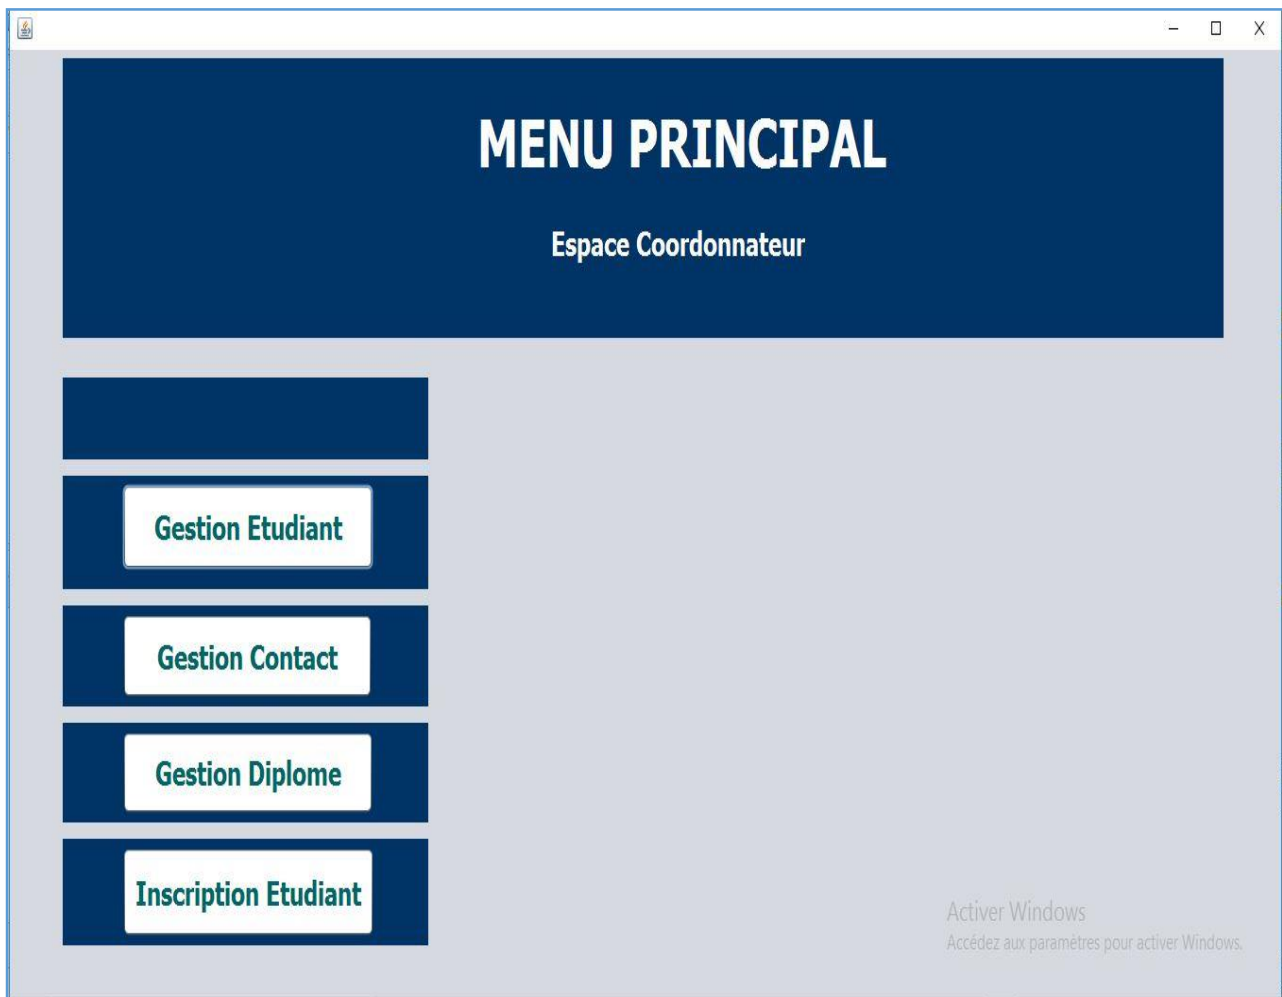 MENU PRINCIPAL
Espace Coordonnateur
Gestion Etudiant
Gestion Contact
Gestion Diplome
Inscription Etudiant
Activer Windows
Accédez aux paramètres pour activer Windows.